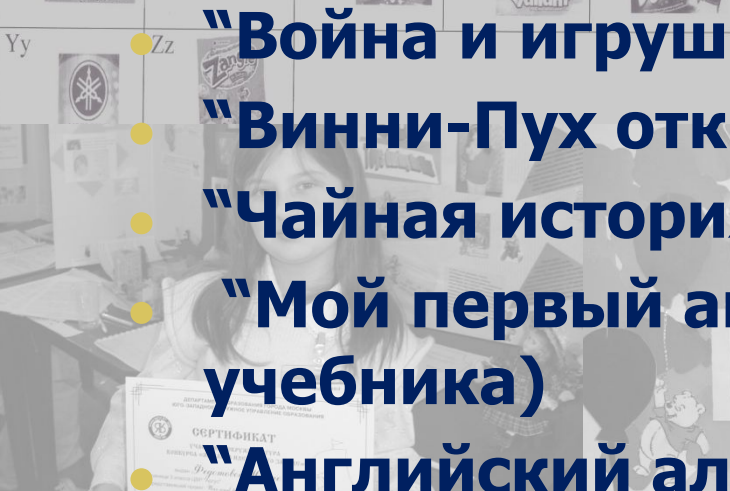 Yy
Zz
“Война и игруш
“Винни-Пух отк
“Чайная истори
“Мой первый а
учебника)
“Английский ал
СЕРТИФИКАТ